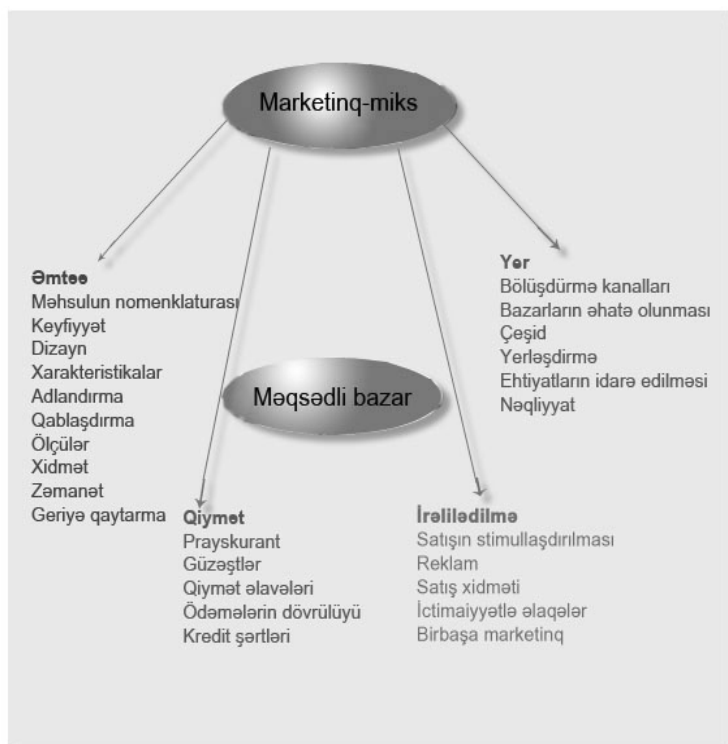 Marketinq-miks
Əmtəə
Məhsulun nomenklaturası
Keyfiyyət
Dizayn
Xarakteristikalar
Adlandırma
Qablaşdırma
Ölçülər
Xidmət
Zəmanət
Geriyə qaytarma
Məqsədli bazar
Qiymət
Prayskurant
Güzəştlər
Qiymət əlavələri
Ödəmələrin dövrülüyü
Kredit şərtləri
İrəlilədilmə
Satışın stimullaşdırılması
Reklam
Satış xidməti
İctimaiyyətlə əlaqələr
Birbaşa marketinq
Yer
Bölüşdürmə kanalları
Bazarların əhatə olunması
Çeşid
Yerləşdirmə
Ehtiyatların idarə edilməsi
Nəqliyyat